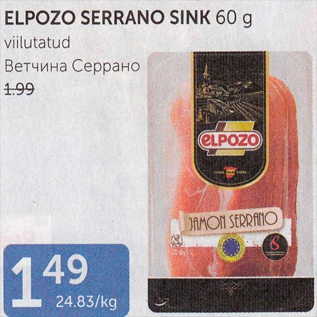 ELPOZO SERRANO SINK 60 g
viilutatud
Ветчина Серрано
1.99
ELPOZO
JAMON SERRANO
1 49
24.83/kg